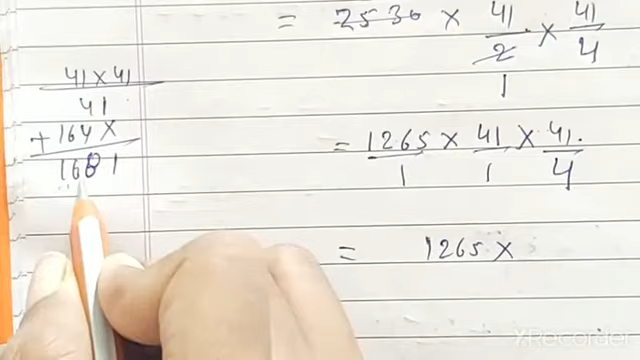 = 2530 × 41/2 × 41/4
1
41 × 41
41
+ 164 ×
1681
= 1265/1 × 41/1 × 41/4
= 1265 ×
XRecorder